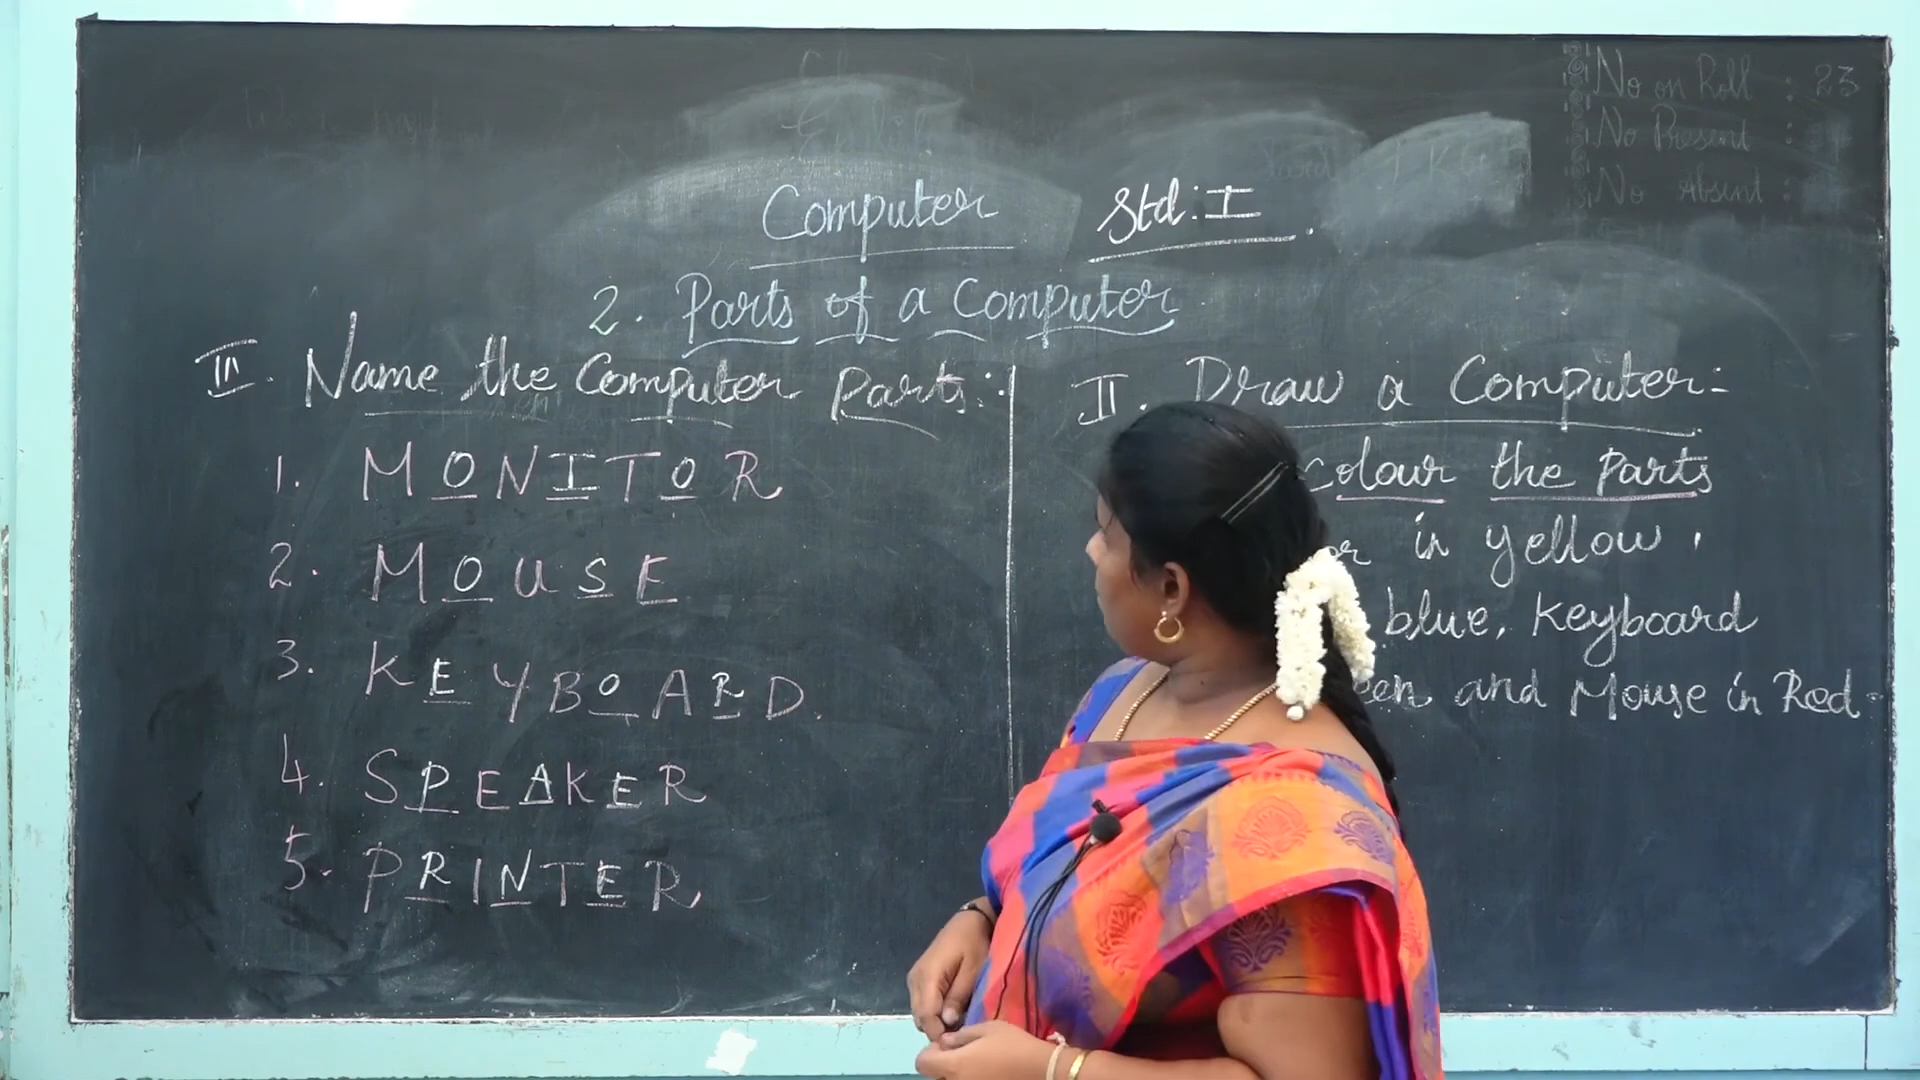 No on Roll : 23
No Present :
No Absent :
Computer Std: I.
2. Parts of a Computer
III. Name the Computer Parts:-
1. MONITOR
2. MOUSE
3. KEYBOARD.
4. SPEAKER
5. PRINTER
II. Draw a Computer:-
colour the parts
in yellow,
blue, Keyboard
and Mouse in Red.